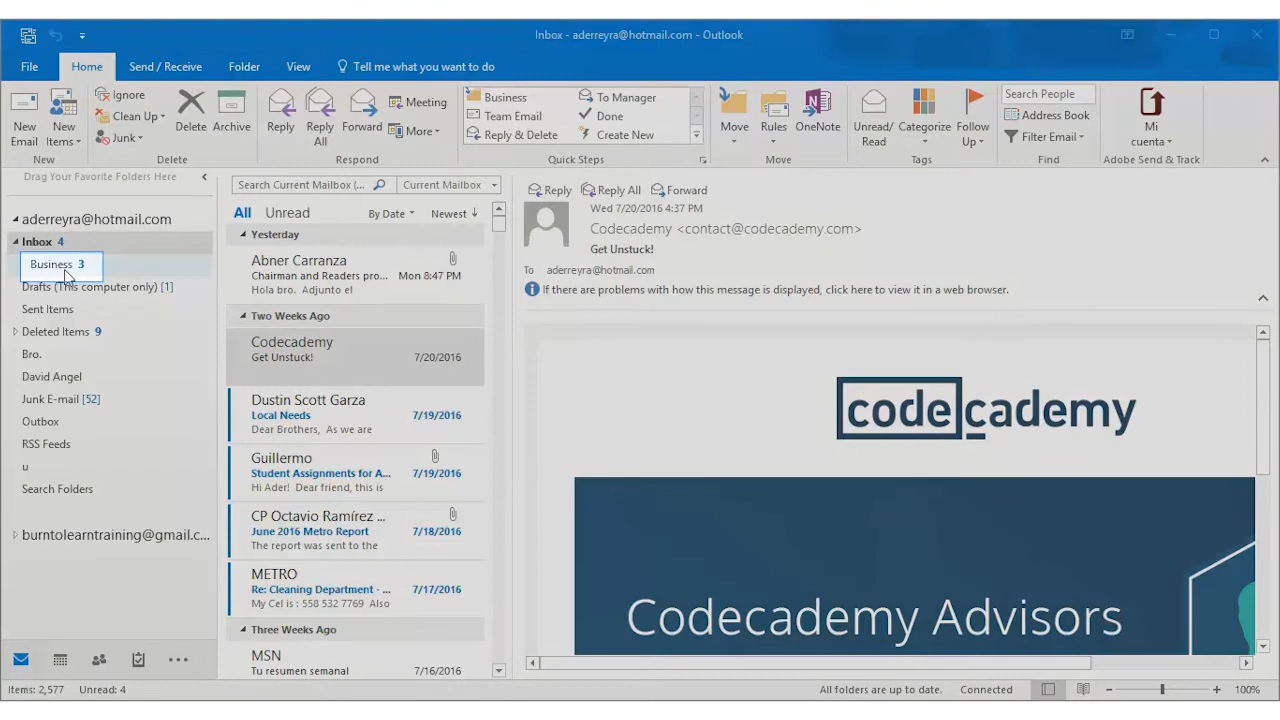 Inbox - aderreyra@hotmail.com - Outlook
File Home Send / Receive Folder View Tell me what you want to do
New Email
New Items
New
Ignore
Clean Up
Junk
Delete
Archive
Delete
Reply
Reply All
Forward
Meeting
More
Respond
Business
Team Email
Reply & Delete
To Manager
Done
Create New
Quick Steps
Move
Rules
OneNote
Move
Unread/ Read
Categorize
Follow Up
Tags
Search People
Address Book
Filter Email
Find
Mi cuenta
Adobe Send & Track
Drag Your Favorite Folders Here
aderreyra@hotmail.com
Inbox 4
Business 3
Drafts (This computer only) [1]
Sent Items
Deleted Items 9
Bro.
David Angel
Junk E-mail [52]
Outbox
RSS Feeds
u
Search Folders
burntolearntraining@gmail.c...
Search Current Mailbox (... Current Mailbox
All Unread By Date Newest ↓
Yesterday
Abner Carranza
Chairman and Readers pro... Mon 8:47 PM
Hola bro. Adjunto el
Two Weeks Ago
Codecademy
Get Unstuck! 7/20/2016
Dustin Scott Garza
Local Needs 7/19/2016
Dear Brothers, As we are
Guillermo
Student Assignments for A... 7/19/2016
Hi Ader! Dear friend, this is
CP Octavio Ramírez ...
June 2016 Metro Report 7/18/2016
The report was sent to the
METRO
Re: Cleaning Department - ... 7/17/2016
My Cel is : 558 532 7769 Also
Three Weeks Ago
MSN
Tu resumen semanal 7/16/2016
Reply Reply All Forward
Wed 7/20/2016 4:37 PM
Codecademy <contact@codecademy.com>
Get Unstuck!
To aderreyra@hotmail.com
If there are problems with how this message is displayed, click here to view it in a web browser.
codecademy
Codecademy Advisors
Items: 2,577 Unread: 4 All folders are up to date. Connected 100%